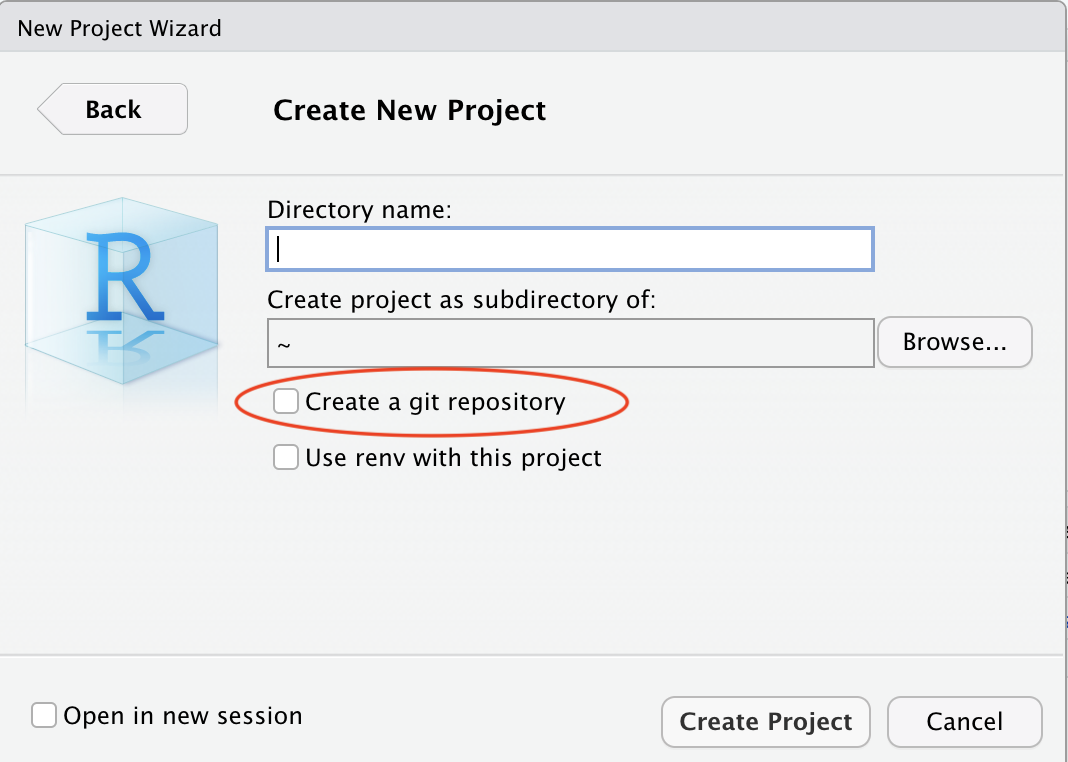 New Project Wizard
Back
Create New Project
R
Directory name:
Create project as subdirectory of:
~
Browse...
Create a git repository
Use renv with this project
Open in new session
Create Project
Cancel